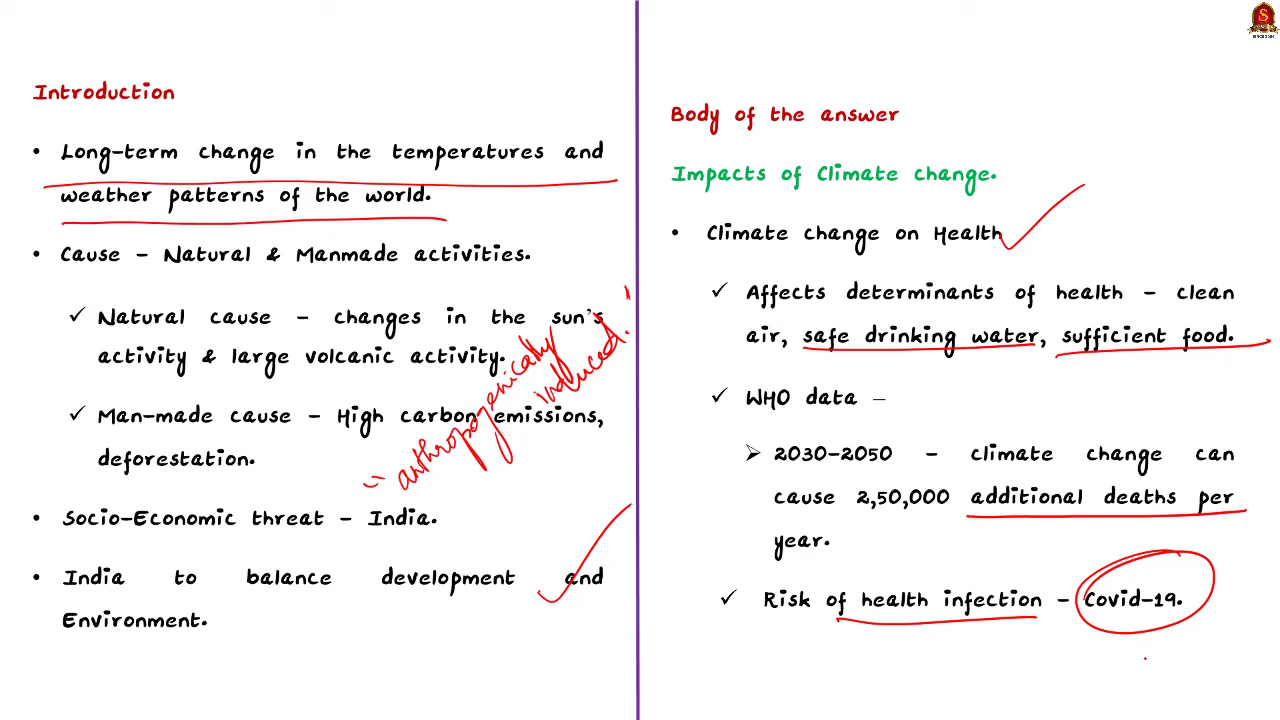 Introduction
• Long-term change in the temperatures and
weather patterns of the world.
• Cause – Natural & Manmade activities.
✓ Natural cause – changes in the sun's
activity & large volcanic activity.
✓ Man-made cause – High carbon emissions,
deforestation.
"anthropogenically
induced."
• Socio-Economic threat – India.
• India to balance development and
Environment.
Body of the answer
Impacts of Climate change.
• Climate change on Health
✓ Affects determinants of health – clean
air, safe drinking water, sufficient food.
✓ WHO data –
➢ 2030-2050 – climate change can
cause 2,50,000 additional deaths per
year.
✓ Risk of health infection – Covid-19.
S